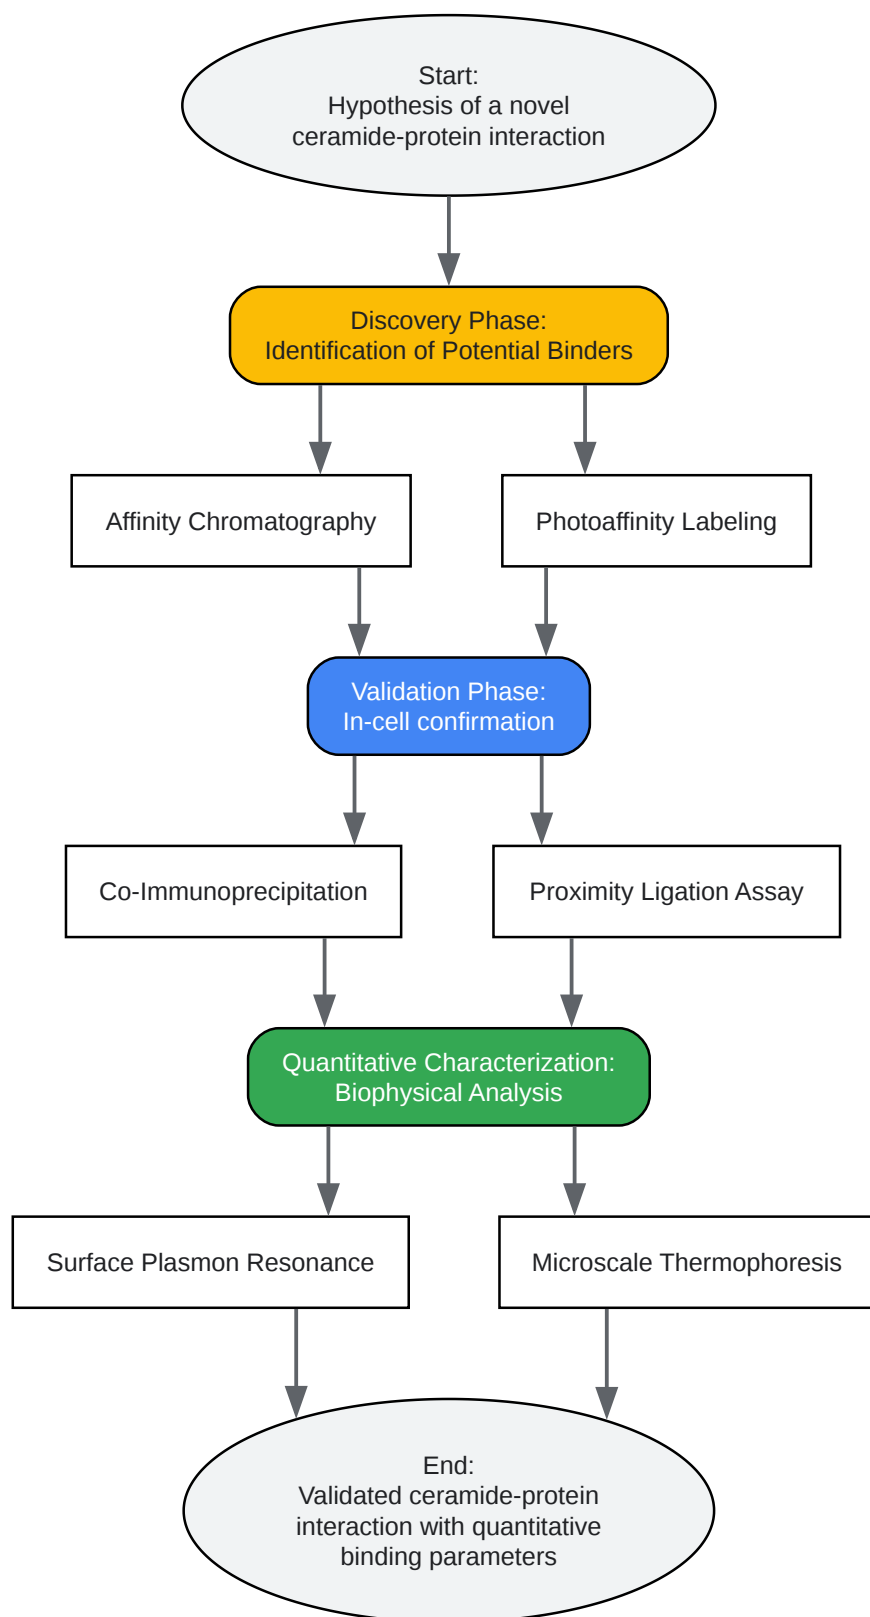 Start:
Hypothesis of a novel
ceramide-protein interaction
Discovery Phase:
Identification of Potential Binders
Affinity Chromatography
Photoaffinity Labeling
Validation Phase:
In-cell confirmation
Co-Immunoprecipitation
Proximity Ligation Assay
Quantitative Characterization:
Biophysical Analysis
Surface Plasmon Resonance
Microscale Thermophoresis
End:
Validated ceramide-protein
interaction with quantitative
binding parameters